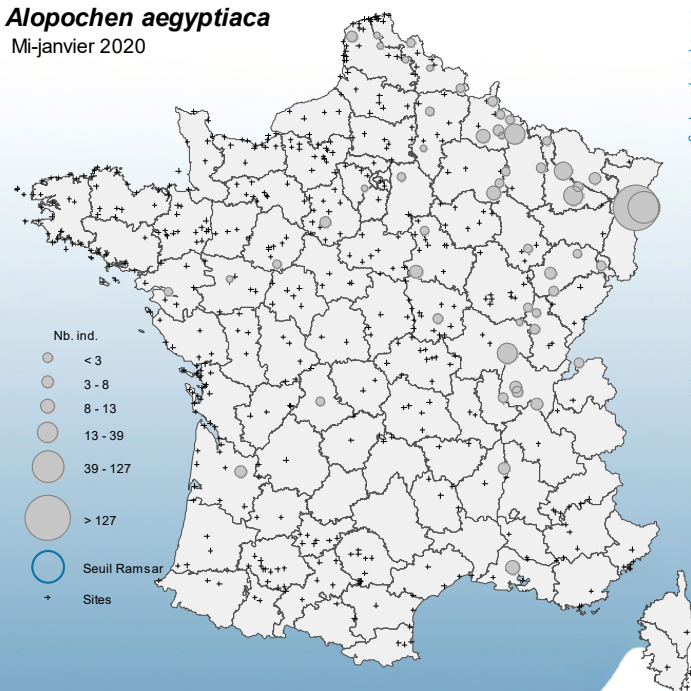 Alopochen aegyptiaca
Mi-janvier 2020
Nb. ind.
< 3
3 - 8
8 - 13
13 - 39
39 - 127
> 127
Seuil Ramsar
Sites